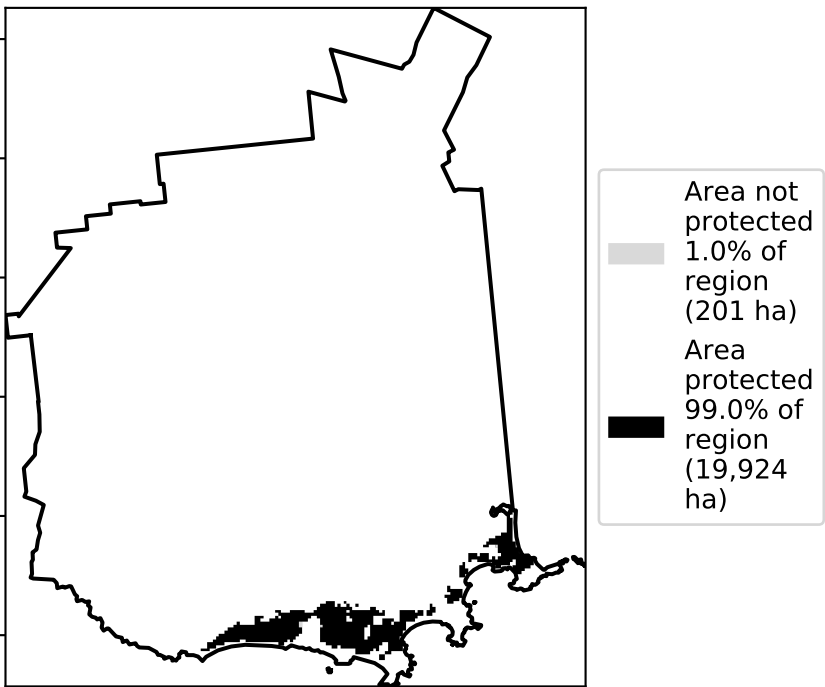 Area not
protected
1.0% of
region
(201 ha)
Area
protected
99.0% of
region
(19,924
ha)